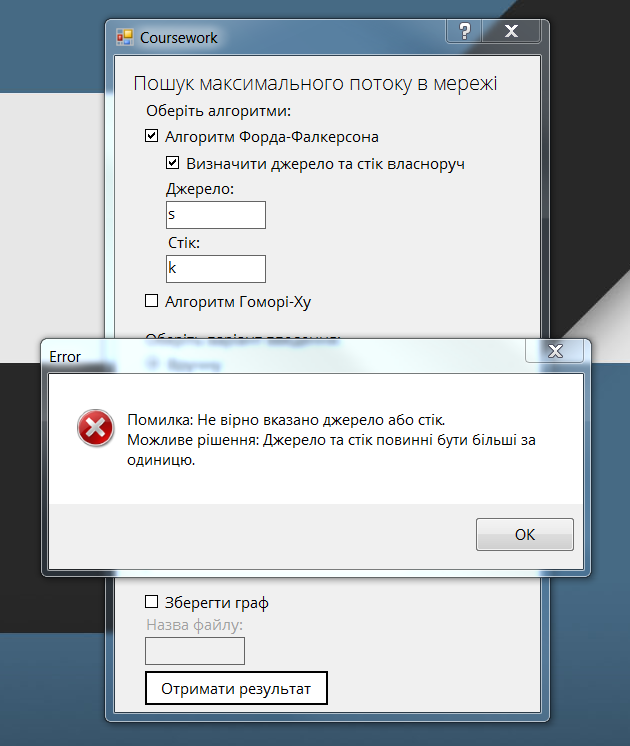 Coursework
Пошук максимального потоку в мережі
Оберіть алгоритми:
Алгоритм Форда-Фалкерсона
Визначити джерело та стік власноруч
Джерело:
s
Стік:
k
Алгоритм Гоморі-Ху
Error
Помилка: Не вірно вказано джерело або стік.
Можливе рішення: Джерело та стік повинні бути більші за
одиницю.
ОК
Зберегти граф
Назва файлу:
Отримати результат